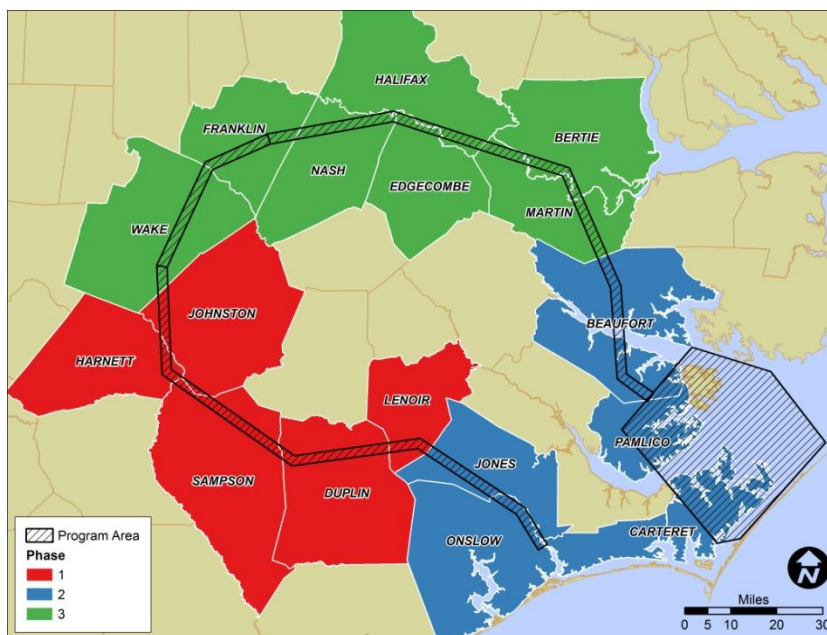 HALIFAX
FRANKLIN
BERTIE
NASH
EDGECOMBE
MARTIN
WAKE
JOHNSTON
BEAUFORT
HARNETT
LENOIR
PAMLICO
JONES
SAMPSON
DUPLIN
CARTERET
ONSLOW
Program Area
Phase
1
2
3
N
Miles
0 5 10 20 30